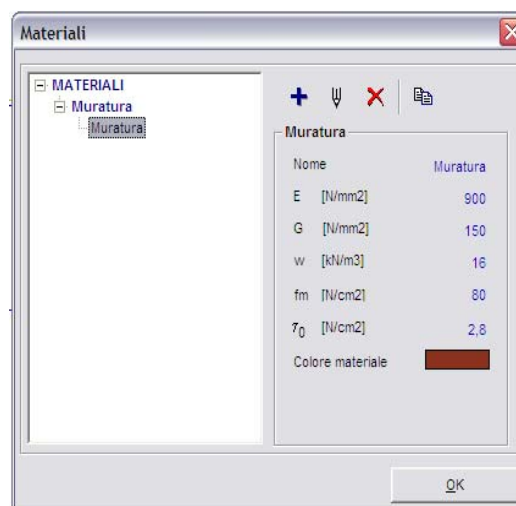 Materiali
MATERIALI
Muratura
Muratura
Muratura
Nome Muratura
E [N/mm2] 900
G [N/mm2] 150
w [kN/m3] 16
fm [N/cm2] 80
τ0 [N/cm2] 2,8
Colore materiale
OK